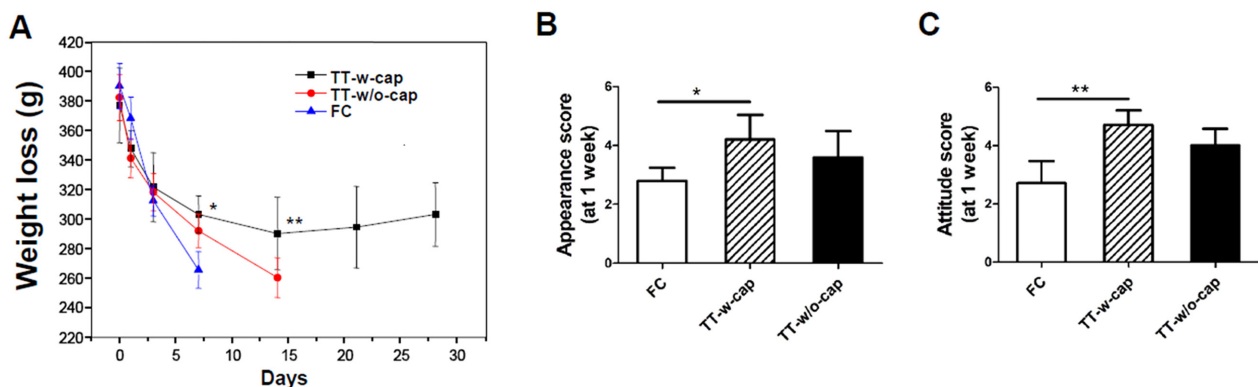 A
Weight loss (g)
420
400
380
360
340
320
300
280
260
240
220
TT-w-cap
TT-w/o-cap
FC
*
**
0 5 10 15 20 25 30
Days
B
Appearance score
(at 1 week)
6
4
2
0
*
FC
TT-w-cap
TT-w/o-cap
C
Attitude score
(at 1 week)
6
4
2
0
**
FC
TT-w-cap
TT-w/o-cap